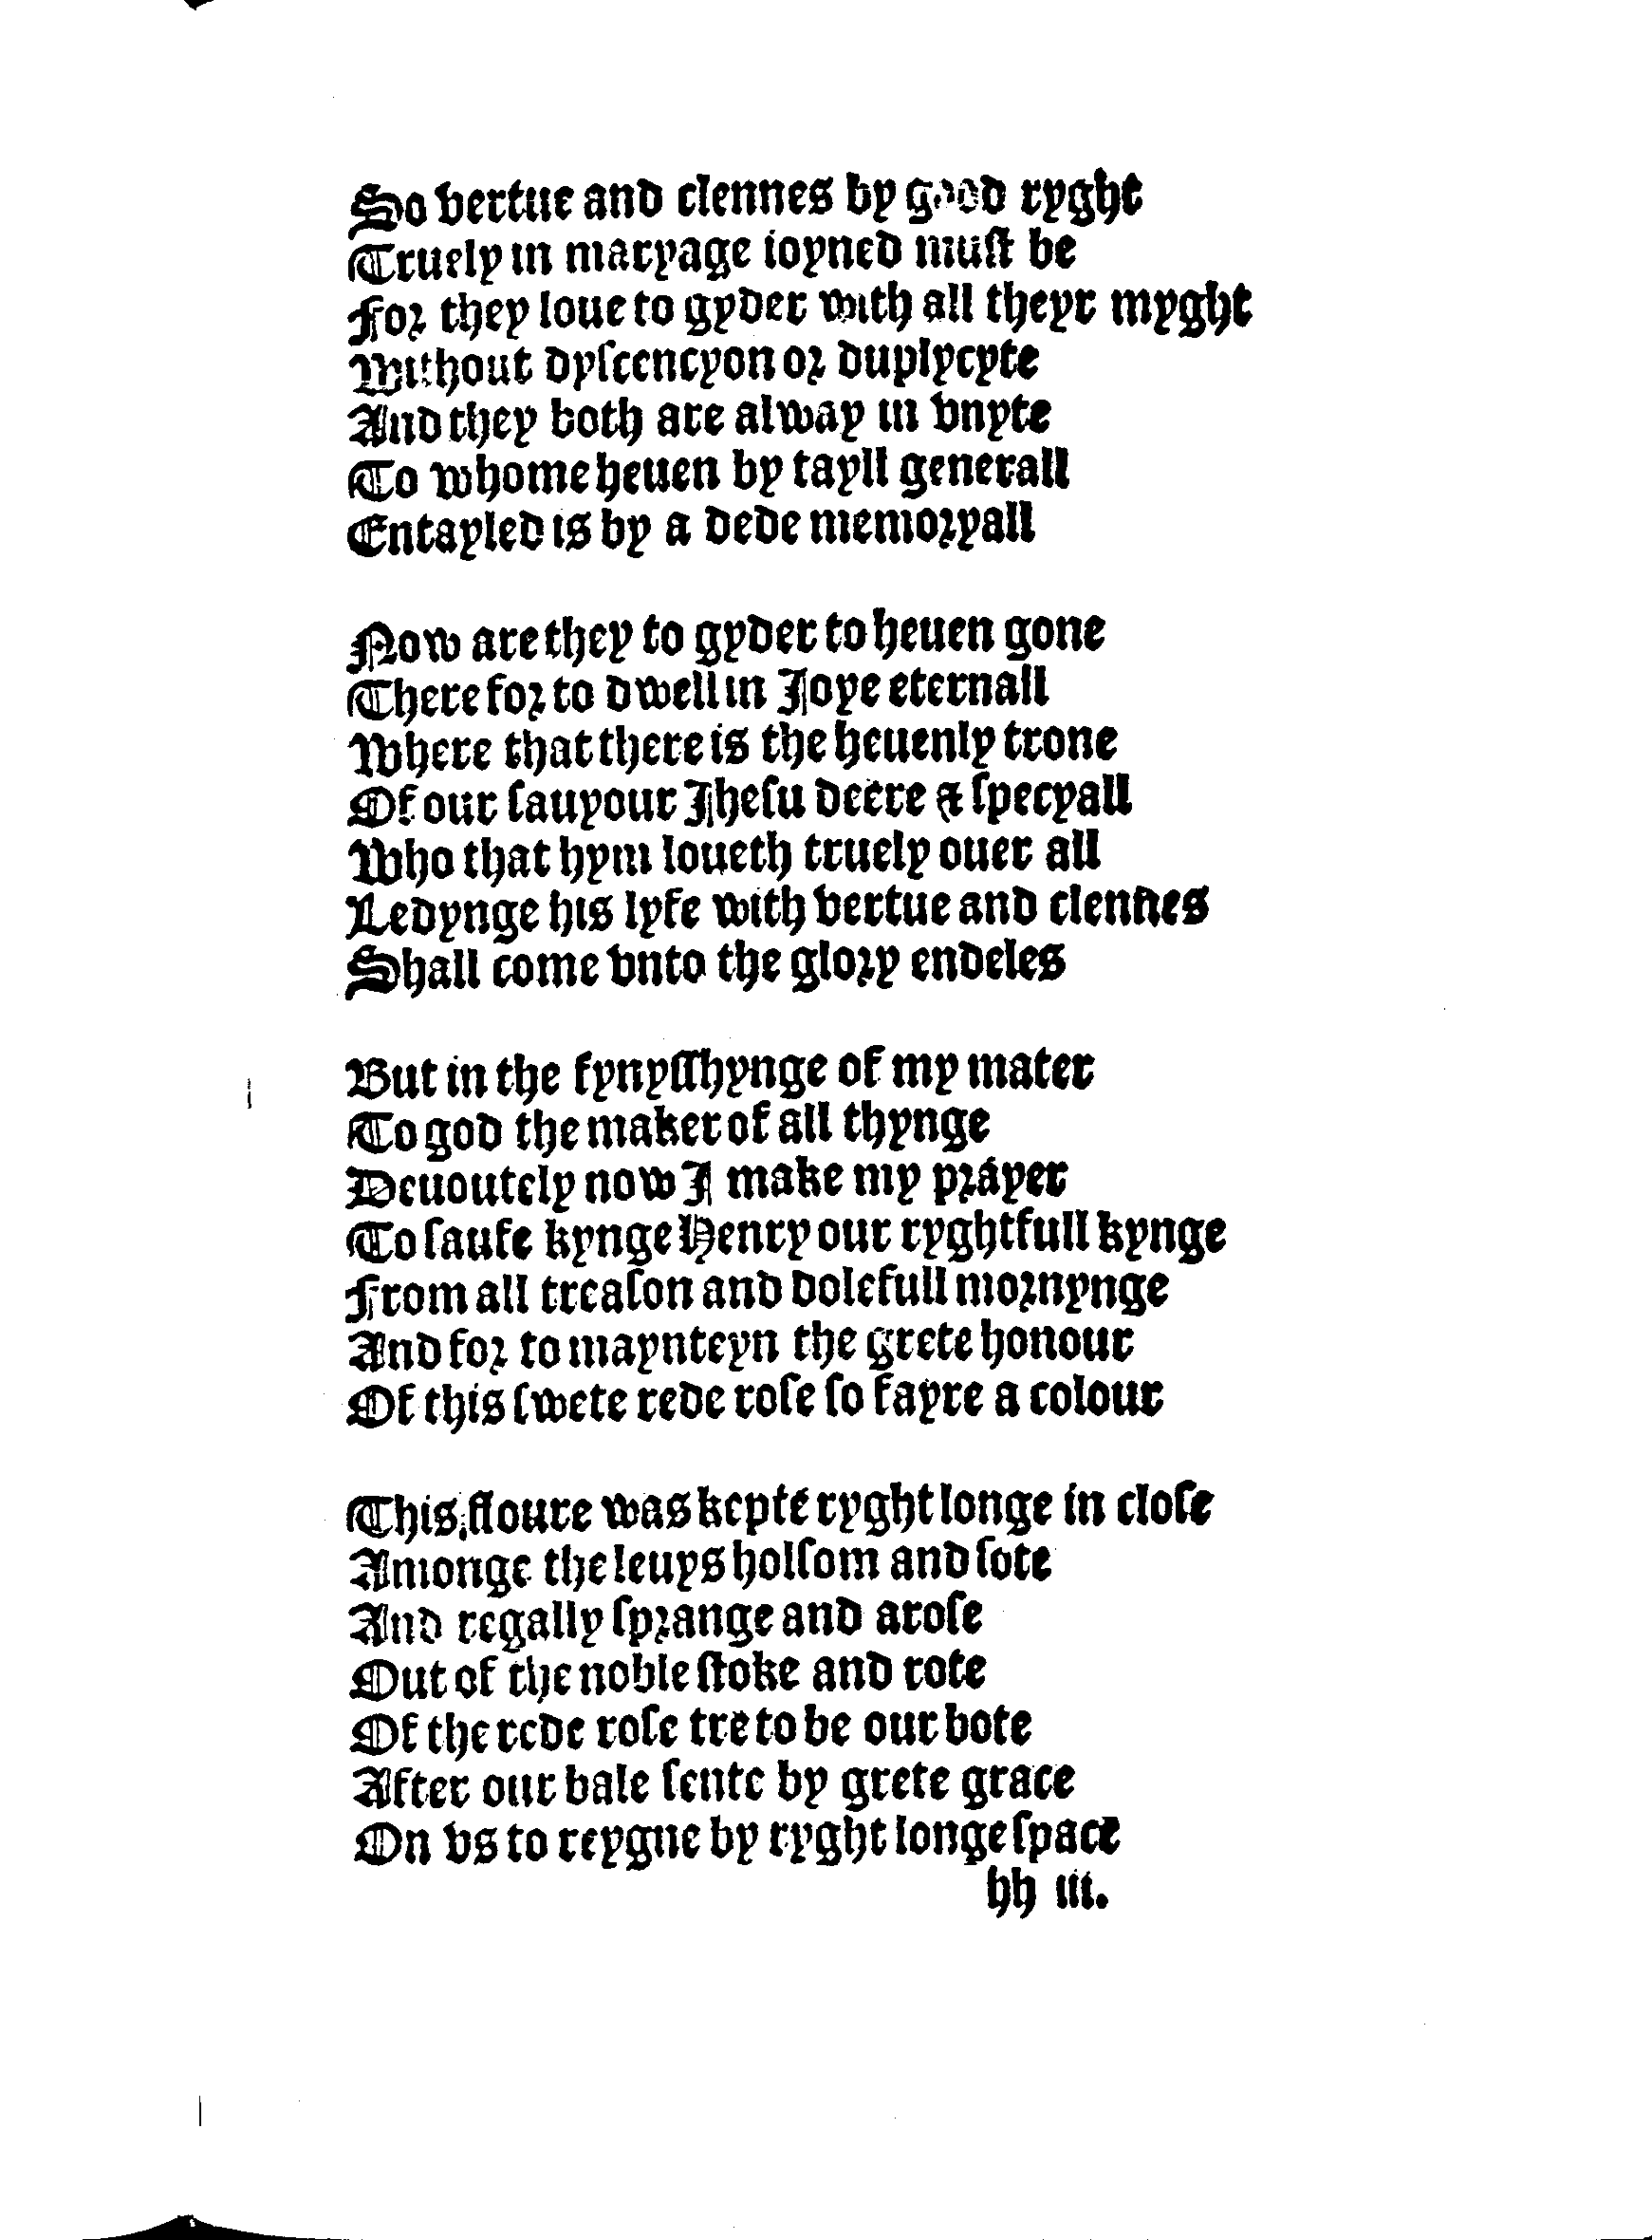 So vertue and clennes by good ryght
Truely in maryage ioyned muſt be
For they loue to gyder with all theyr myght
Without dyſcencyon or duplycyte
And they both are alway in vnyte
To whome heuen by tayll generall
Entayled is by a dede memoryall
Now are they to gyder to heuen gone
There for to dwell in Joye eternall
Where that there is the heuenly trone
Of our ſauyour Jheſu deere & ſpecyall
Who that hym loueth truely ouer all
Ledynge his lyfe with vertue and clennes
Shall come vnto the glory endeles
But in the fynyſſhynge of my mater
To god the maker of all thynge
Deuoutely now J make my prayer
To ſaufe kynge Henry our ryghtfull kynge
From all treaſon and dolefull mornynge
And for to maynteyn the grete honour
Of this ſwete rede roſe ſo fayre a colour
This floure was kepte ryght longe in cloſe
Amonge the leuys holſom and ſote
And regally ſprange and aroſe
Out of the noble ſtoke and rote
Of the rede roſe tre to be our bote
After our bale ſente by grete grace
On vs to reygne by ryght longe ſpace
hh iii.